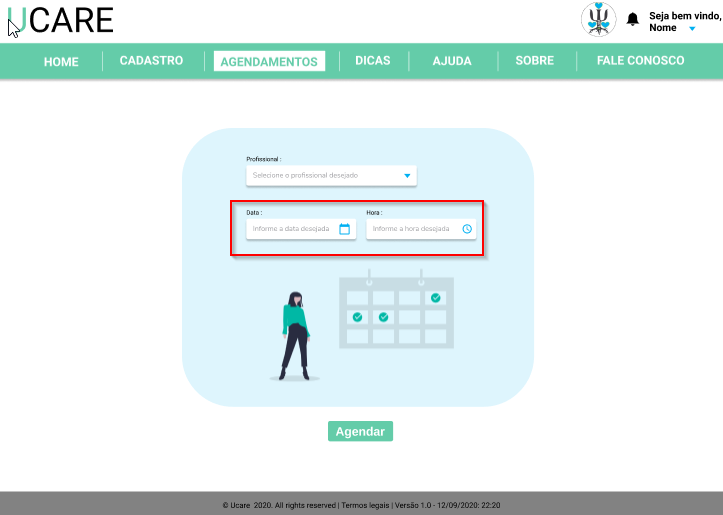 UCARE
Seja bem vindo,
Nome
HOME CADASTRO AGENDAMENTOS DICAS AJUDA SOBRE FALE CONOSCO
Profissional :
Selecione o profissional desejado
Data : Hora :
Informe a data desejada Informe a hora desejada
Agendar
© Ucare 2020. All rights reserved | Termos legais | Versão 1.0 - 12/09/2020: 22:20